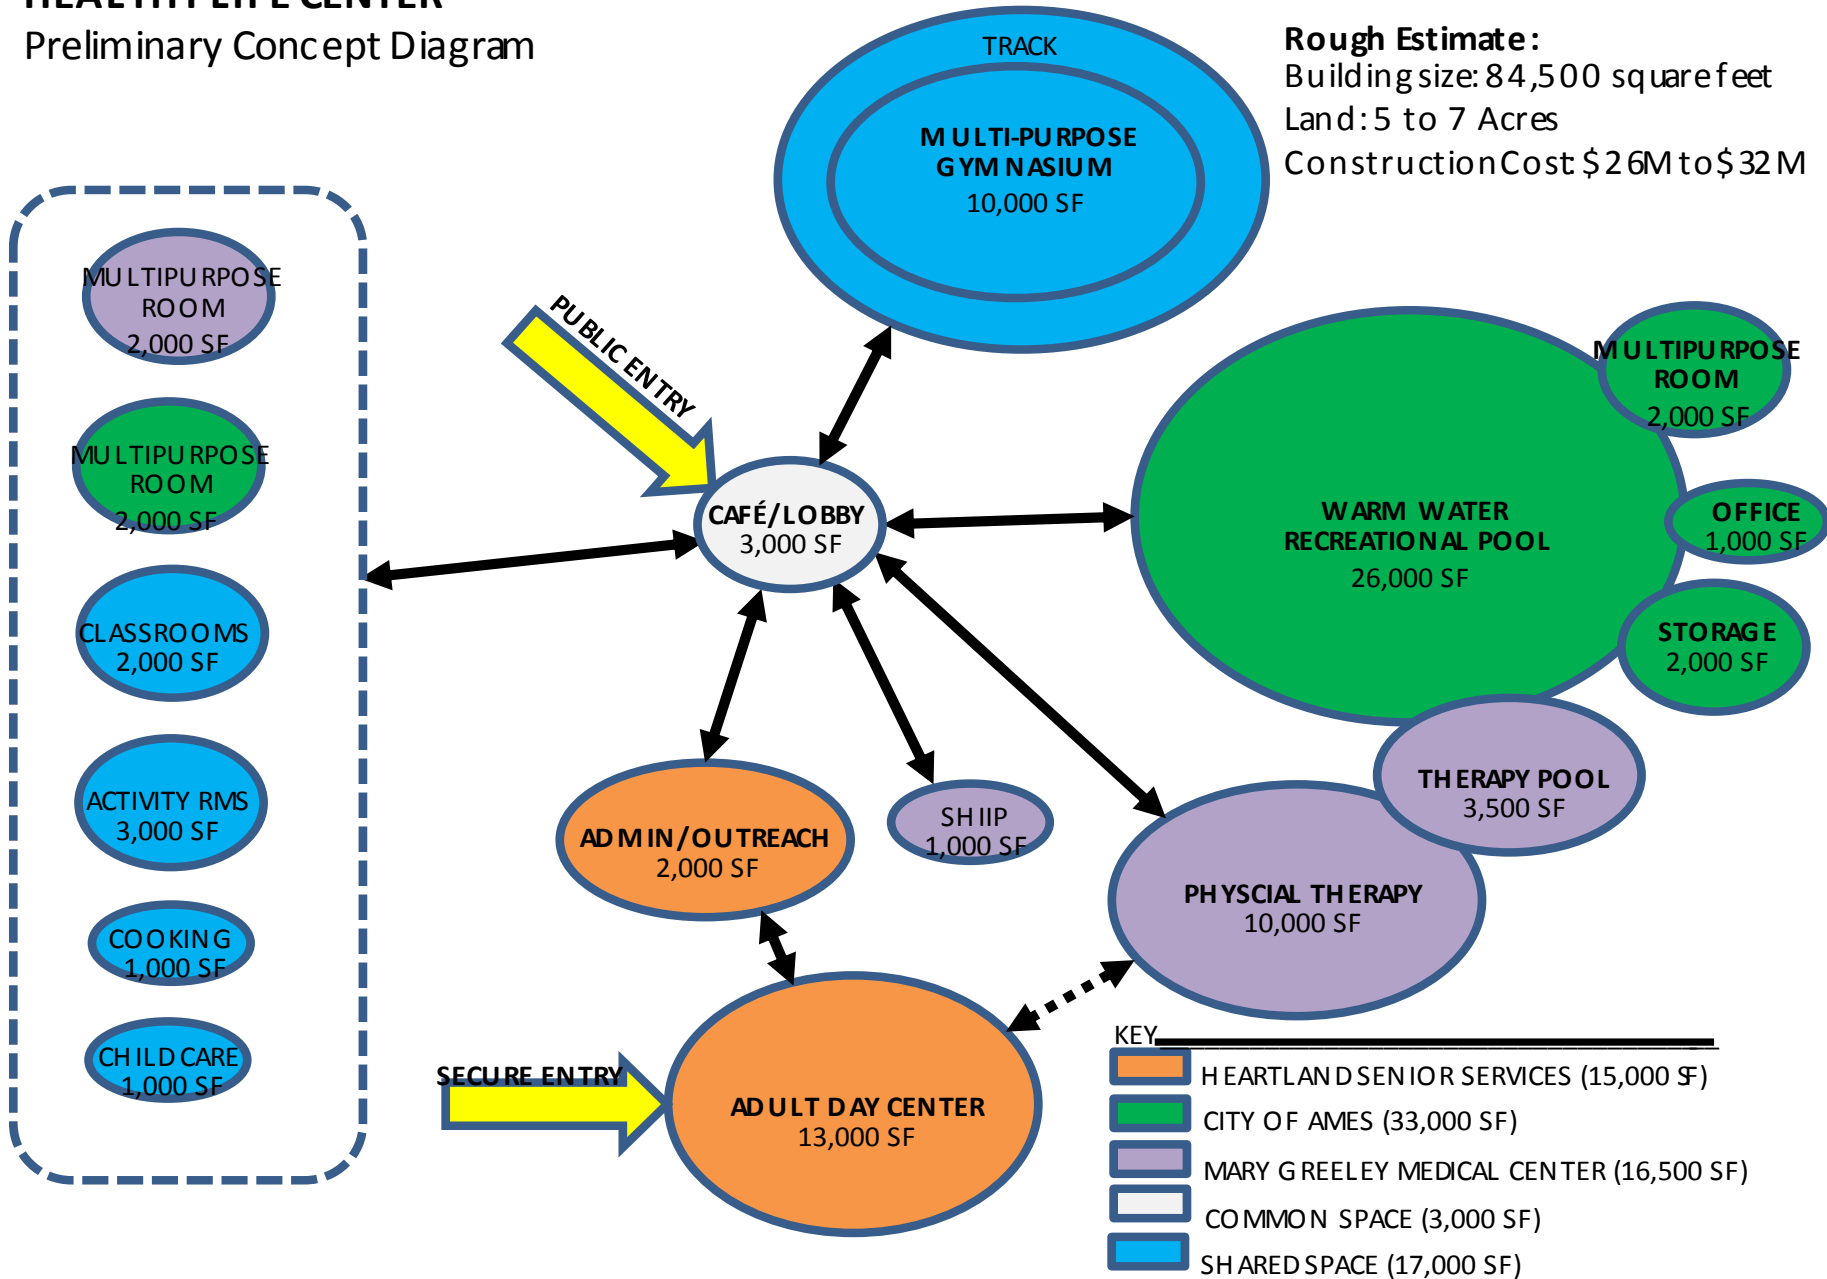 HEALTHY LIFE CENTER
Preliminary Concept Diagram
TRACK
MULTI-PURPOSE
GYMNASIUM
10,000 SF
Rough Estimate:
Building size: 84,500 square feet
Land: 5 to 7 Acres
Construction Cost: $26M to $32M
MULTIPURPOSE
ROOM
2,000 SF
MULTIPURPOSE
ROOM
2,000 SF
CLASSROOMS
2,000 SF
ACTIVITY RMS
3,000 SF
COOKING
1,000 SF
CHILDCARE
1,000 SF
PUBLIC ENTRY
CAFÉ/LOBBY
3,000 SF
WARM WATER
RECREATIONAL POOL
26,000 SF
MULTIPURPOSE
ROOM
2,000 SF
OFFICE
1,000 SF
STORAGE
2,000 SF
THERAPY POOL
3,500 SF
PHYSCIAL THERAPY
10,000 SF
SHIIP
1,000 SF
ADMIN/OUTREACH
2,000 SF
SECURE ENTRY
ADULT DAY CENTER
13,000 SF
KEY
HEARTLAND SENIOR SERVICES (15,000 SF)
CITY OF AMES (33,000 SF)
MARY GREELEY MEDICAL CENTER (16,500 SF)
COMMON SPACE (3,000 SF)
SHARED SPACE (17,000 SF)